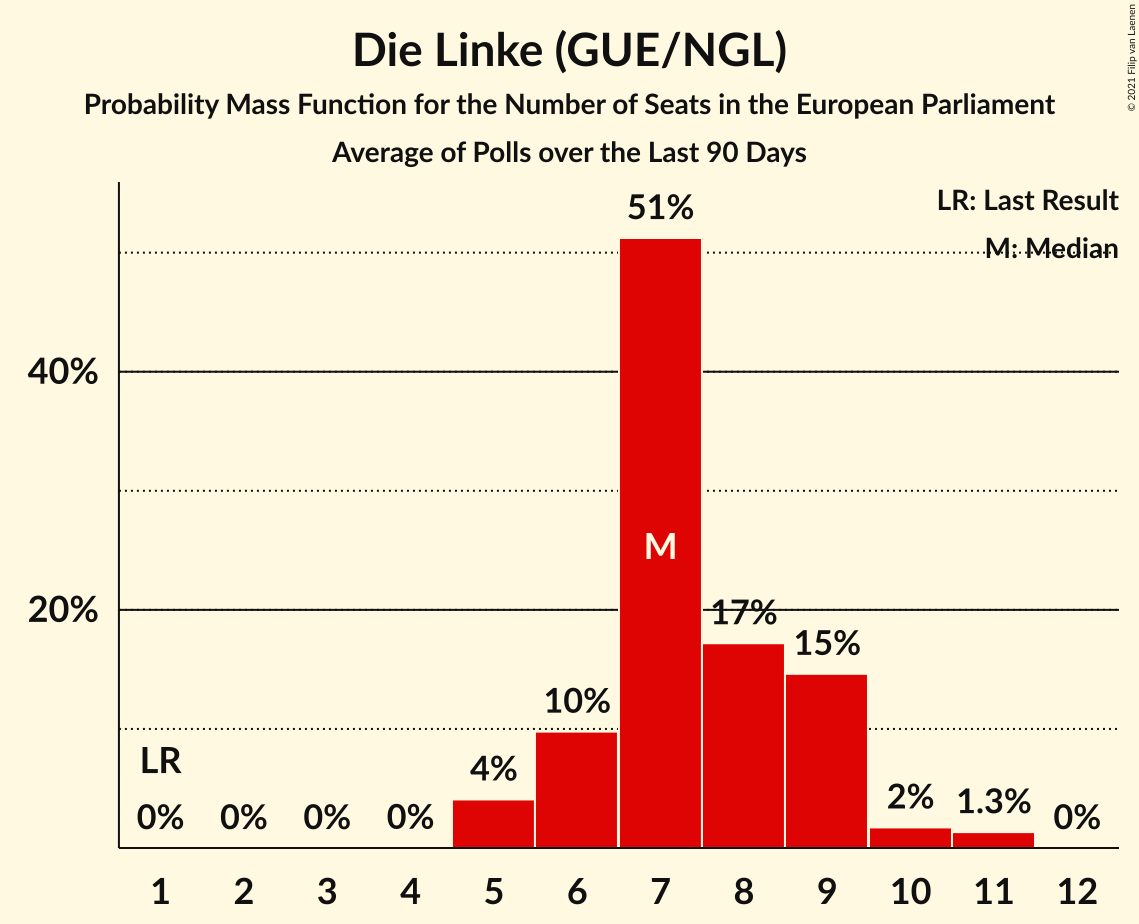 Die Linke (GUE/NGL)
Probability Mass Function for the Number of Seats in the European Parliament
Average of Polls over the Last 90 Days
© 2021 Filip van Laenen
LR: Last Result
M: Median
51%
40%
M
20%
17%
15%
10%
LR
4%
0% 0% 0% 0% 2% 1.3% 0%
1 2 3 4 5 6 7 8 9 10 11 12